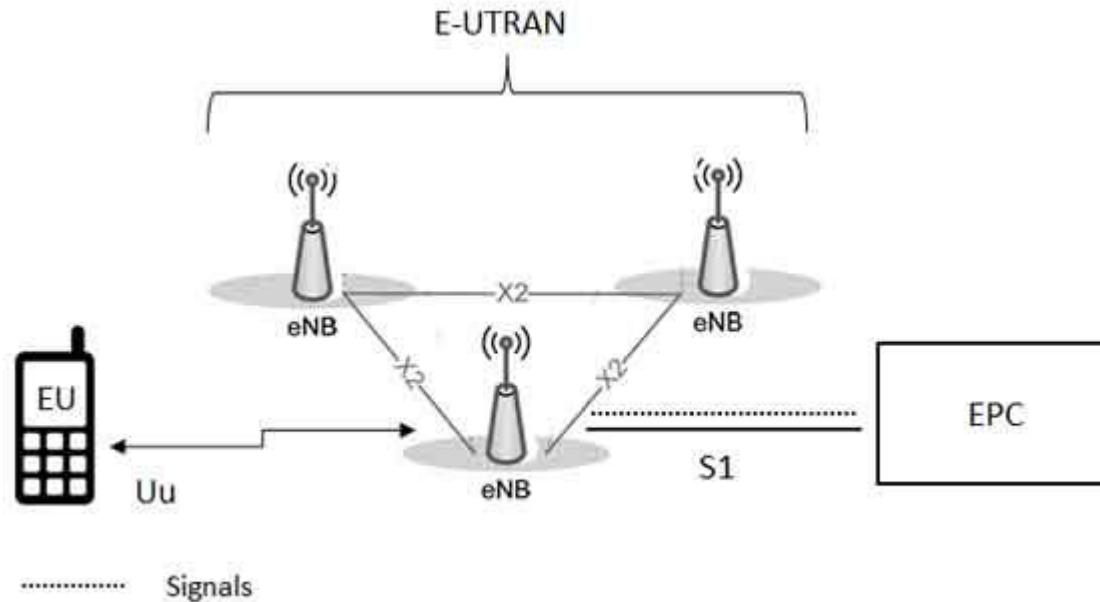 E-UTRAN
X2
eNB
eNB
X2
X2
EU
EPC
S1
Uu
eNB
Signals